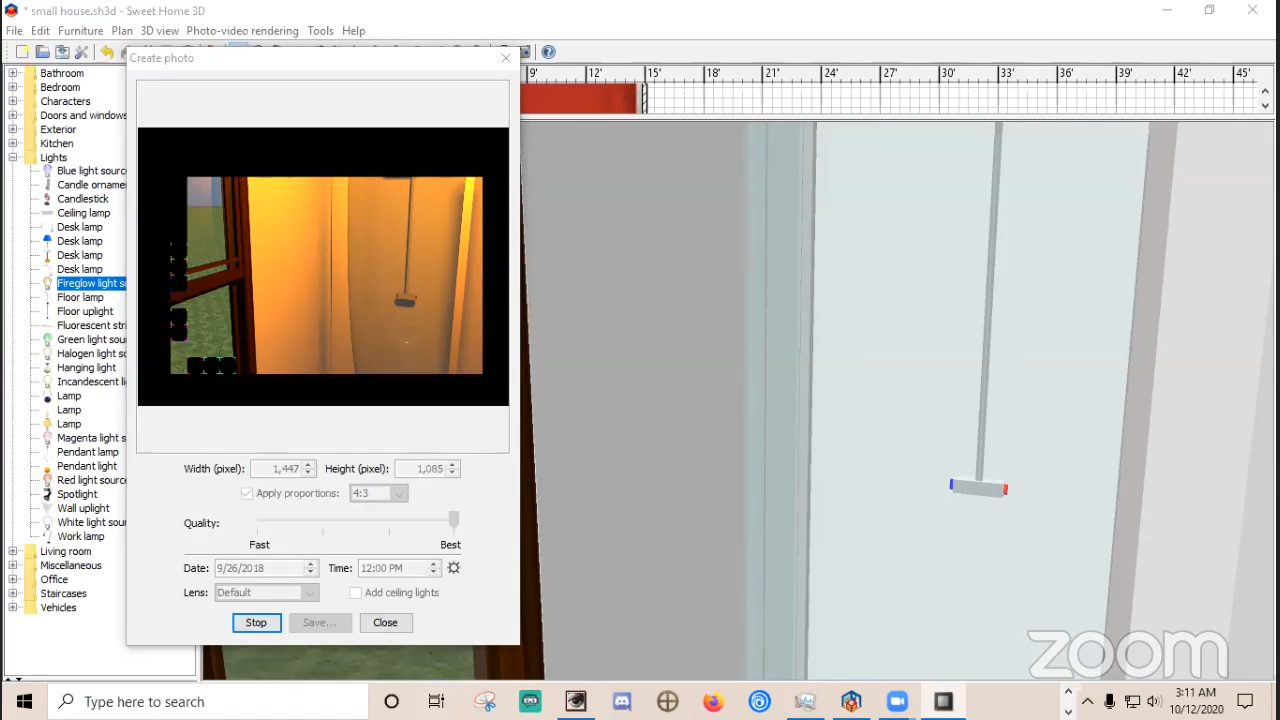 * small house.sh3d - Sweet Home 3D
File Edit Furniture Plan 3D view Photo-video rendering Tools Help
Create photo
9' 12' 15' 18' 21' 24' 27' 30' 33' 36' 39' 42' 45'
Bathroom
Bedroom
Characters
Doors and windows
Exterior
Kitchen
Lights
Blue light source
Candle orname
Candlestick
Ceiling lamp
Desk lamp
Desk lamp
Desk lamp
Desk lamp
Fireglow light so
Floor lamp
Floor uplight
Fluorescent stri
Green light sour
Halogen light so
Hanging light
Incandescent li
Lamp
Lamp
Lamp
Magenta light s
Pendant lamp
Pendant light
Red light source
Spotlight
Wall uplight
White light sour
Work lamp
Living room
Miscellaneous
Office
Staircases
Vehicles
Width (pixel): 1,447 Height (pixel): 1,085
Apply proportions: 4:3
Quality:
Fast Best
Date: 9/26/2018 Time: 12:00 PM
Lens: Default Add ceiling lights
Stop Save... Close
zoom
Type here to search
3:11 AM
10/12/2020